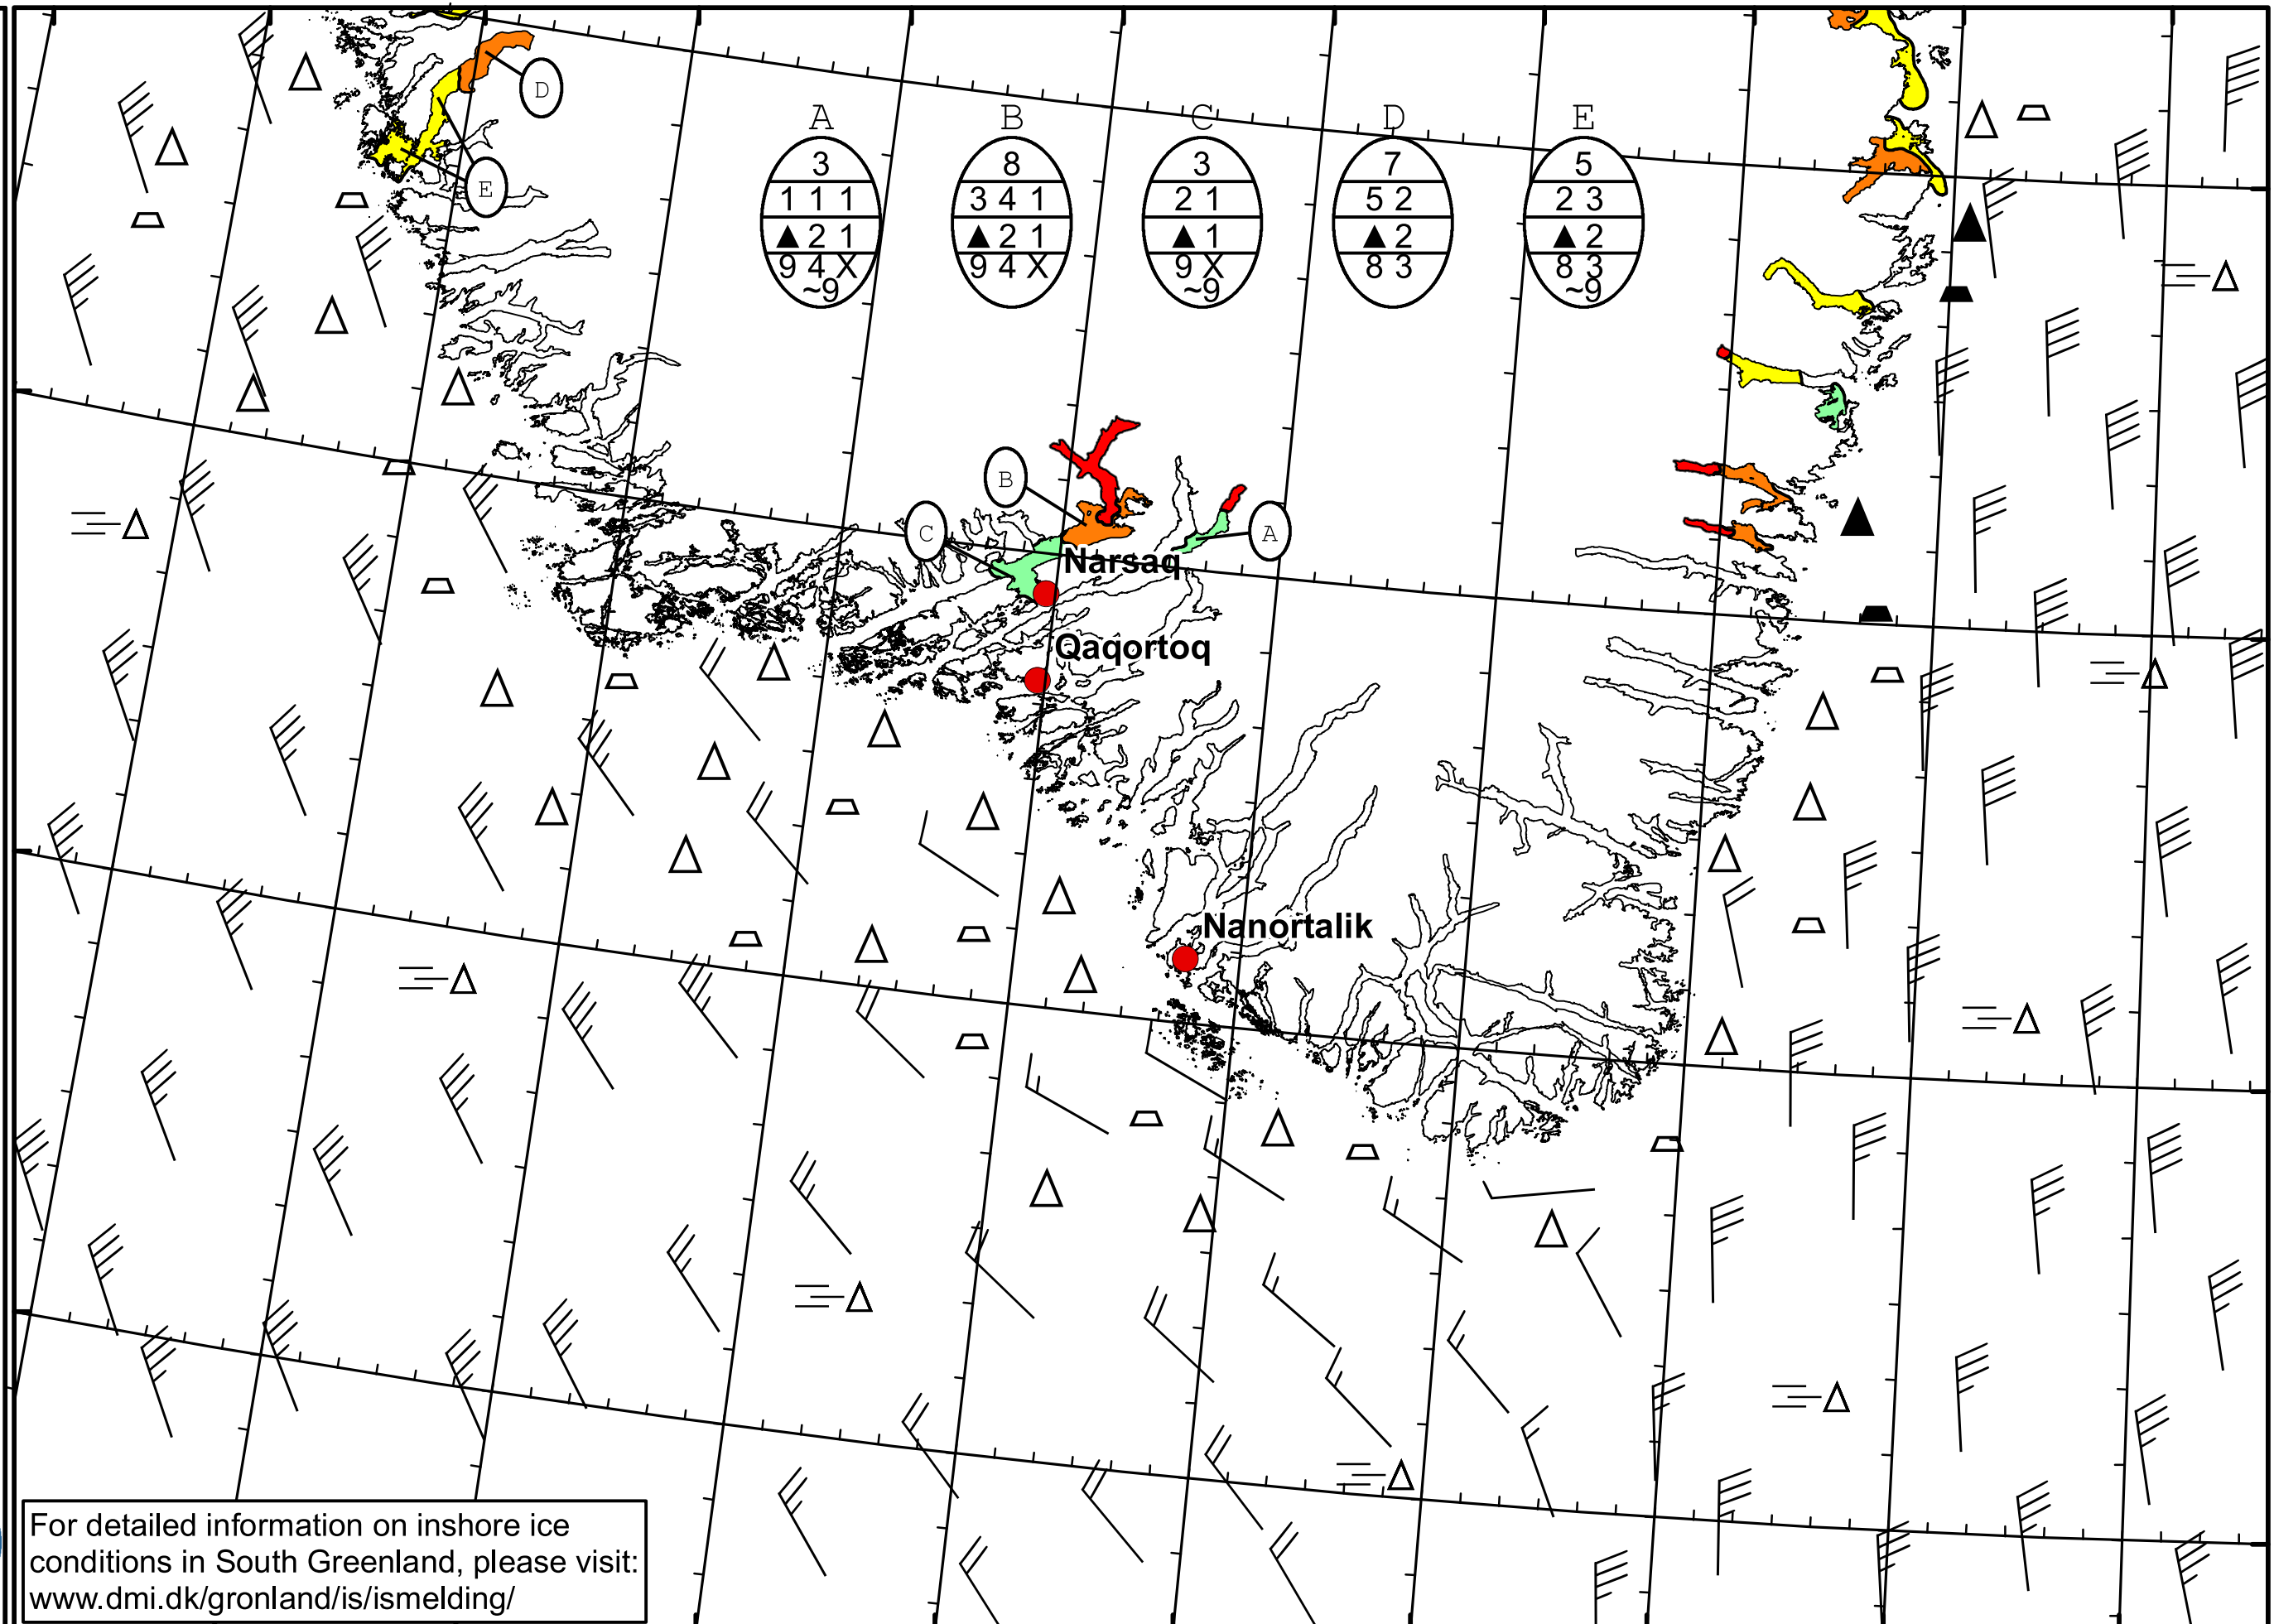 A B C D E
3 8 3 7 5
1 1 1 3 4 1 2 1 5 2 2 3
▲ 2 1 ▲ 2 1 ▲ 1 ▲ 2 ▲ 2
9 4 X 9 4 X 9 X 8 3 8 3
~9 ~9 ~9
D
E
B
C
A
Narsaq
Qaqortoq
Nanortalik
For detailed information on inshore ice
conditions in South Greenland, please visit:
www.dmi.dk/gronland/is/ismelding/